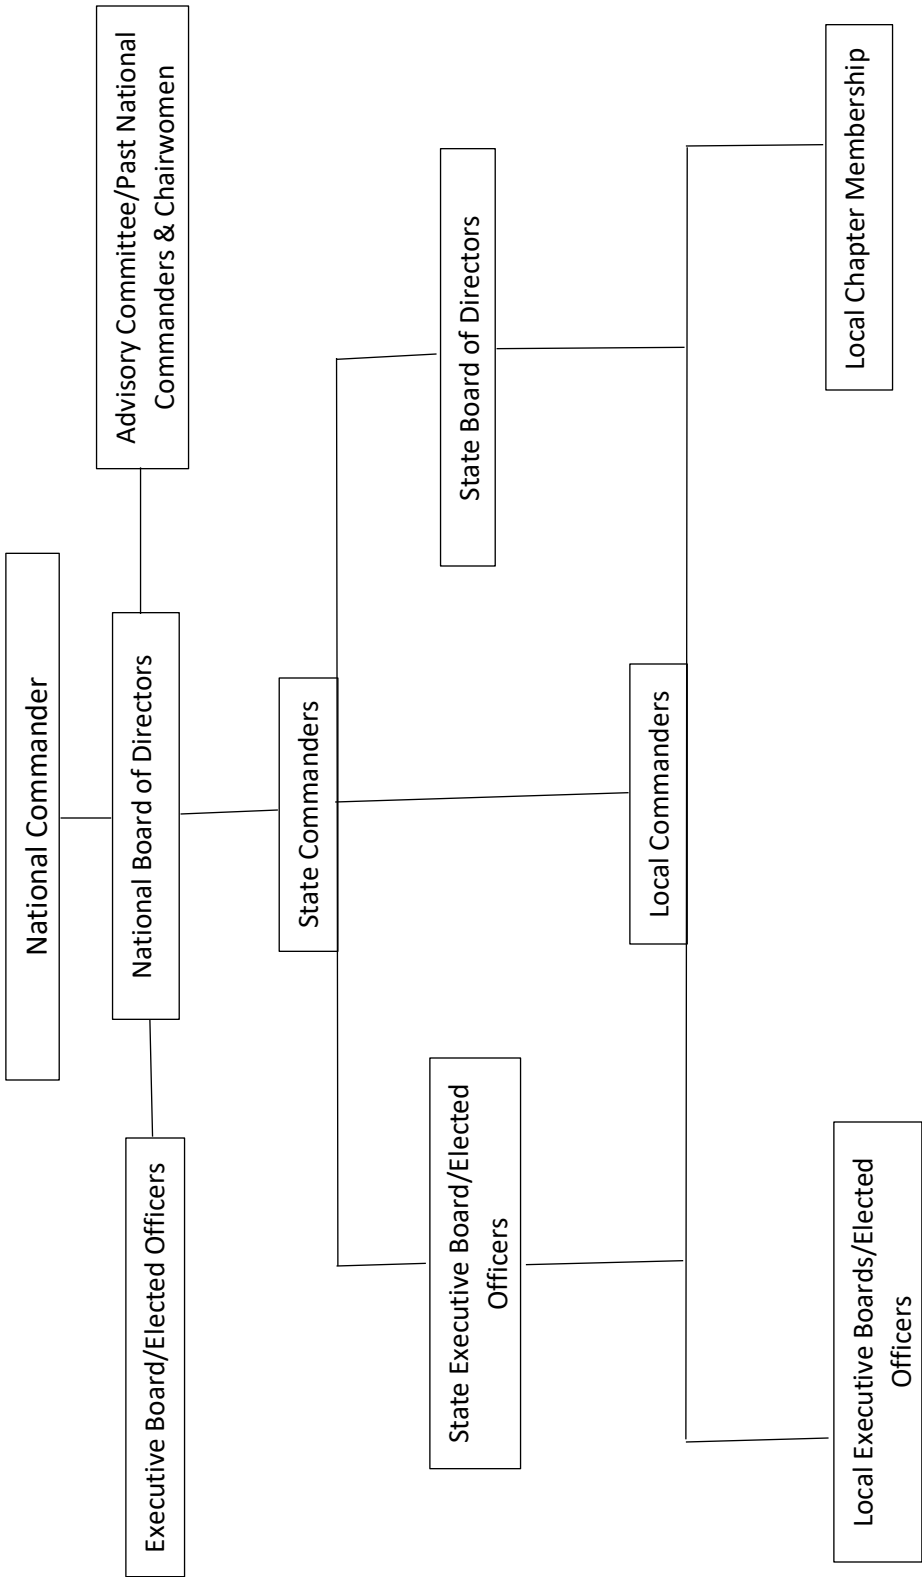 National Commander
Executive Board/Elected Officers
National Board of Directors
Advisory Committee/Past National
Commanders & Chairwomen
State Commanders
State Executive Board/Elected
Officers
State Board of Directors
Local Commanders
Local Executive Boards/Elected
Officers
Local Chapter Membership